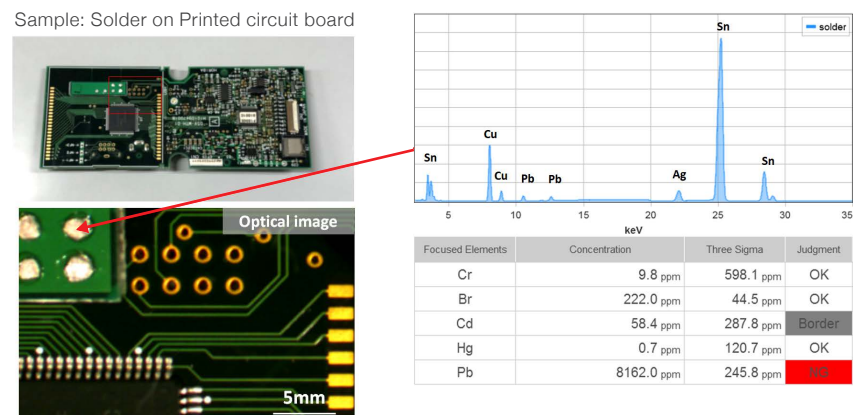 Sample: Solder on Printed circuit board
Optical image
5mm
solder
Sn
Cu
Sn
Cu
Pb
Pb
Ag
Sn
5 10 15 20 25 30 35
keV
Focused Elements Concentration Three Sigma Judgment
Cr 9.8 ppm 598.1 ppm OK
Br 222.0 ppm 44.5 ppm OK
Cd 58.4 ppm 287.8 ppm Border
Hg 0.7 ppm 120.7 ppm OK
Pb 8162.0 ppm 245.8 ppm NG